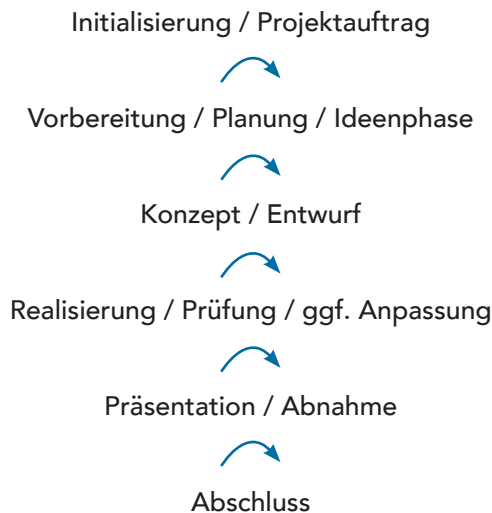 Initialisierung / Projektauftrag
Vorbereitung / Planung / Ideenphase
Konzept / Entwurf
Realisierung / Prüfung / ggf. Anpassung
Präsentation / Abnahme
Abschluss